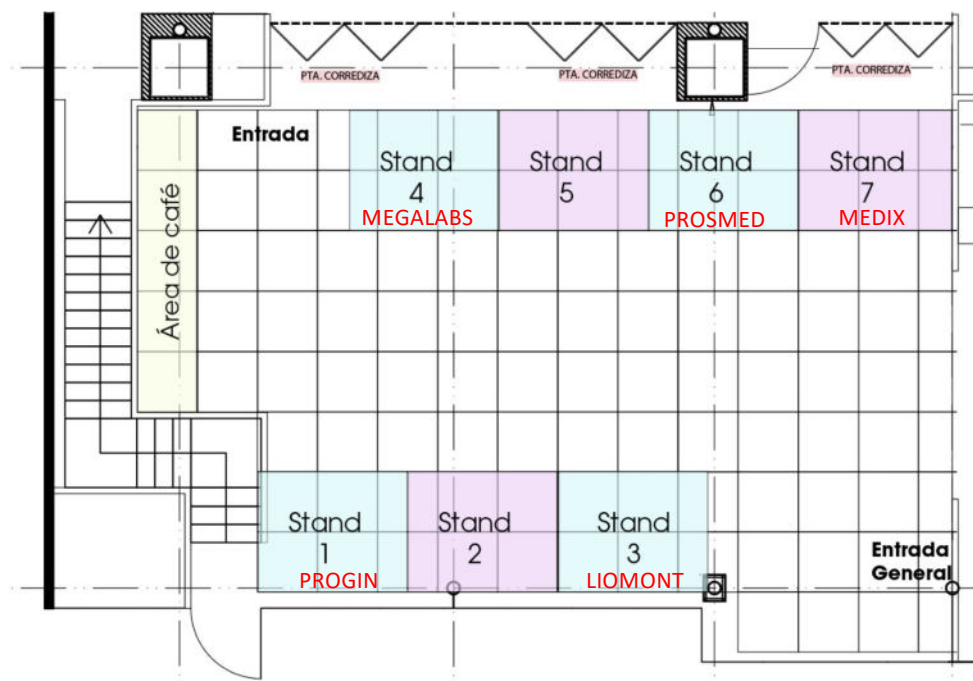 PTA. CORREDIZA
PTA. CORREDIZA
PTA. CORREDIZA
Entrada
Área de café
Stand
4
MEGALABS
Stand
5
Stand
6
PROSMED
Stand
7
MEDIX
Stand
1
PROGIN
Stand
2
Stand
3
LIOMONT
Entrada
General